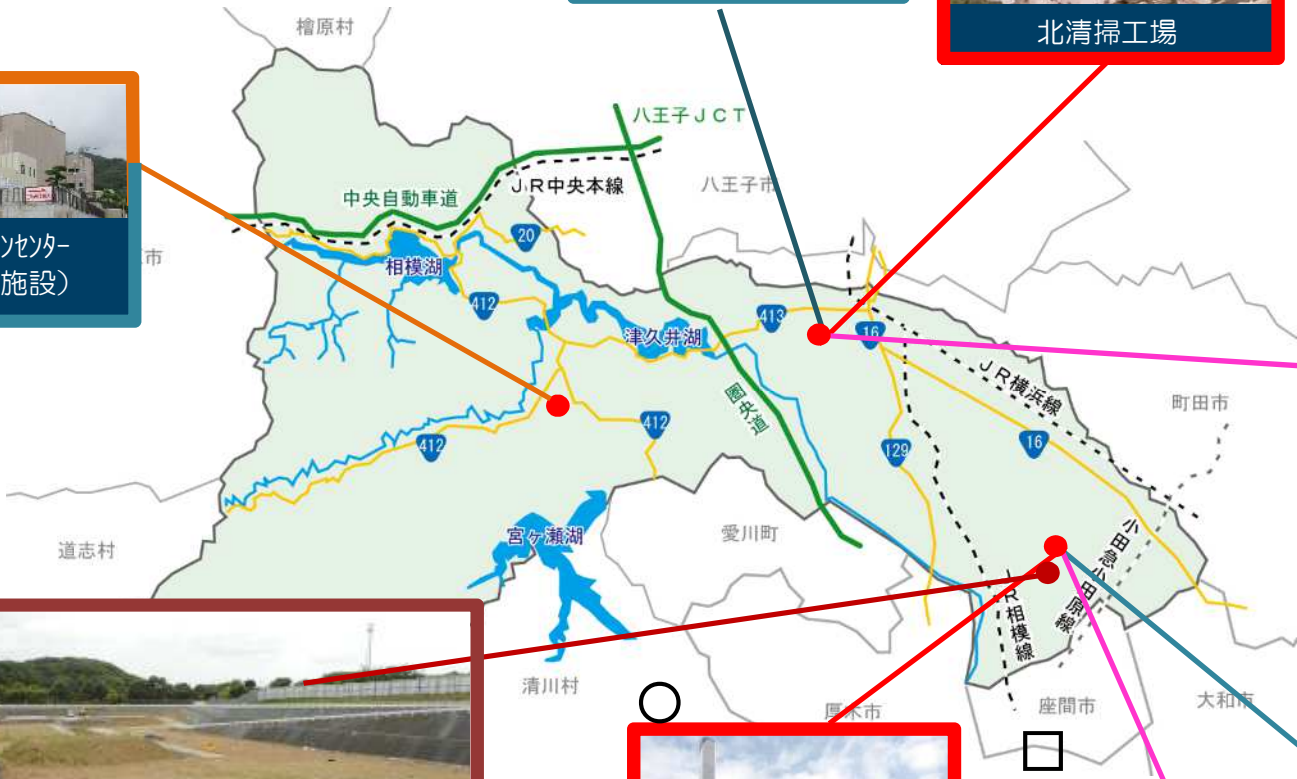 檜原村
北清掃工場
八王子JCT
JR中央本線
八王子市
中央自動車道
ンセンター
施設）
市
20
相模湖
412
413
津久井湖
16
JR横浜線
町田市
圏央道
412
412
129
16
宮ヶ瀬湖
愛川町
道志村
小田急小田原線
JR相模線
清川村
厚木市
座間市
大和市